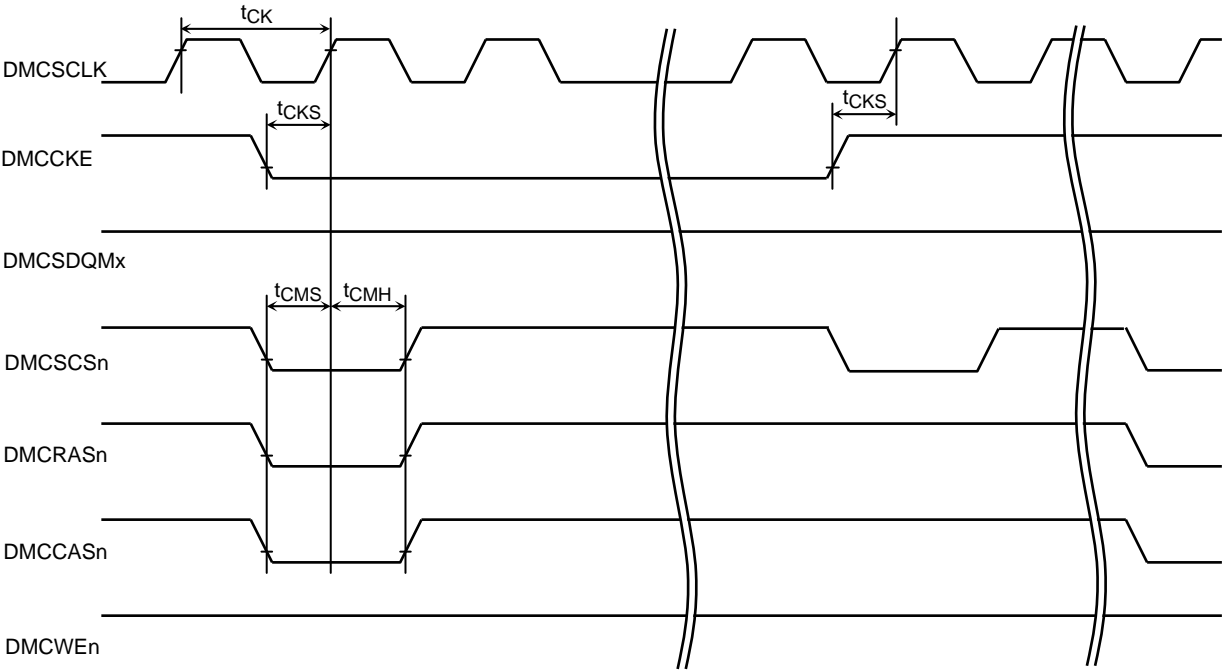 tCK
DMCSCLK
tCKS
tCKS
DMCCKE
DMCSDQMx
tCMS
tCMH
DMCSCSn
DMCRASn
DMCCASn
DMCWEn